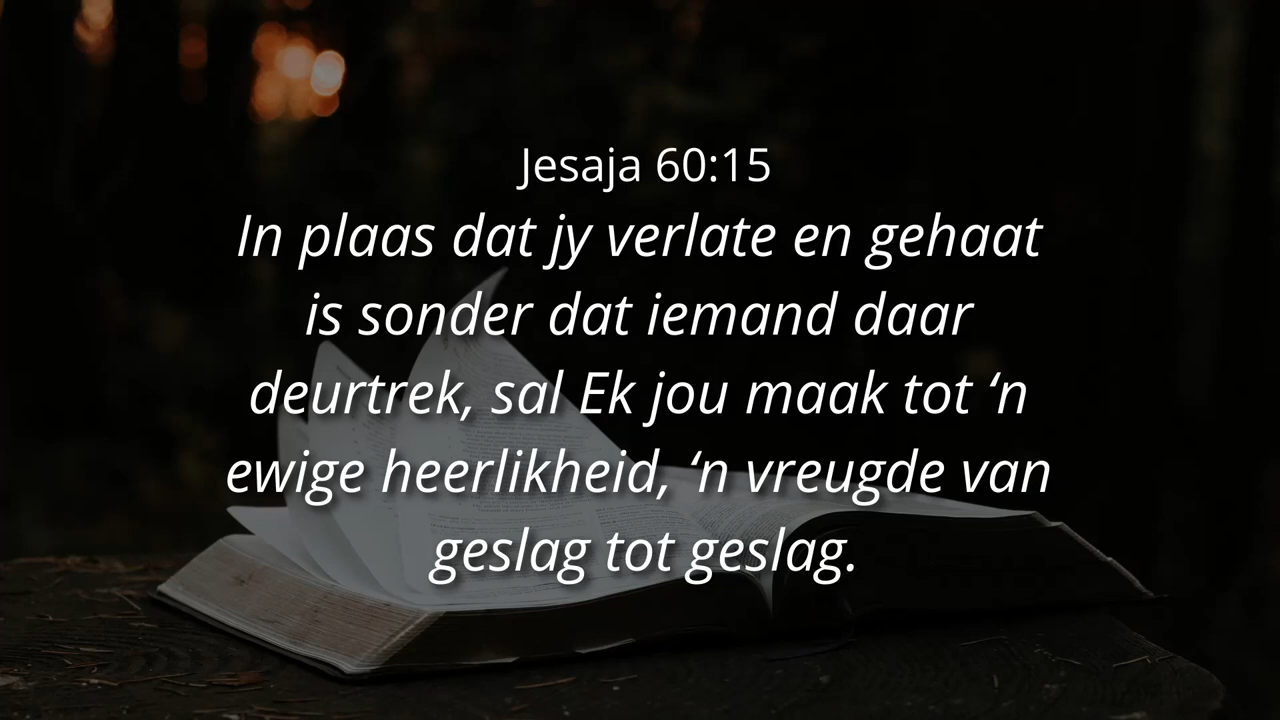 Jesaja 60:15
In plaas dat jy verlate en gehaat
is sonder dat iemand daar
deurtrek, sal Ek jou maak tot ‘n
ewige heerlikheid, ‘n vreugde van
geslag tot geslag.